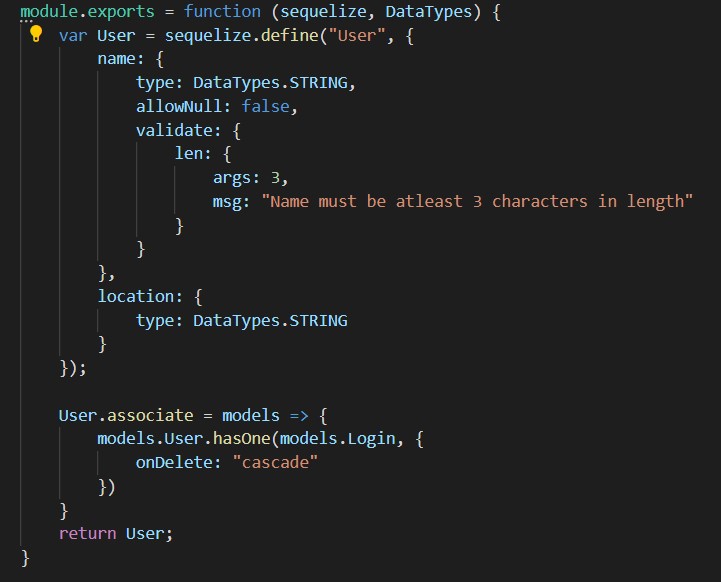 module.exports = function (sequelize, DataTypes) {
    var User = sequelize.define("User", {
        name: {
            type: DataTypes.STRING,
            allowNull: false,
            validate: {
                len: {
                    args: 3,
                    msg: "Name must be atleast 3 characters in length"
                }
            }
        },
        location: {
            type: DataTypes.STRING
        }
    });

    User.associate = models => {
        models.User.hasOne(models.Login, {
            onDelete: "cascade"
        })
    }
    return User;
}